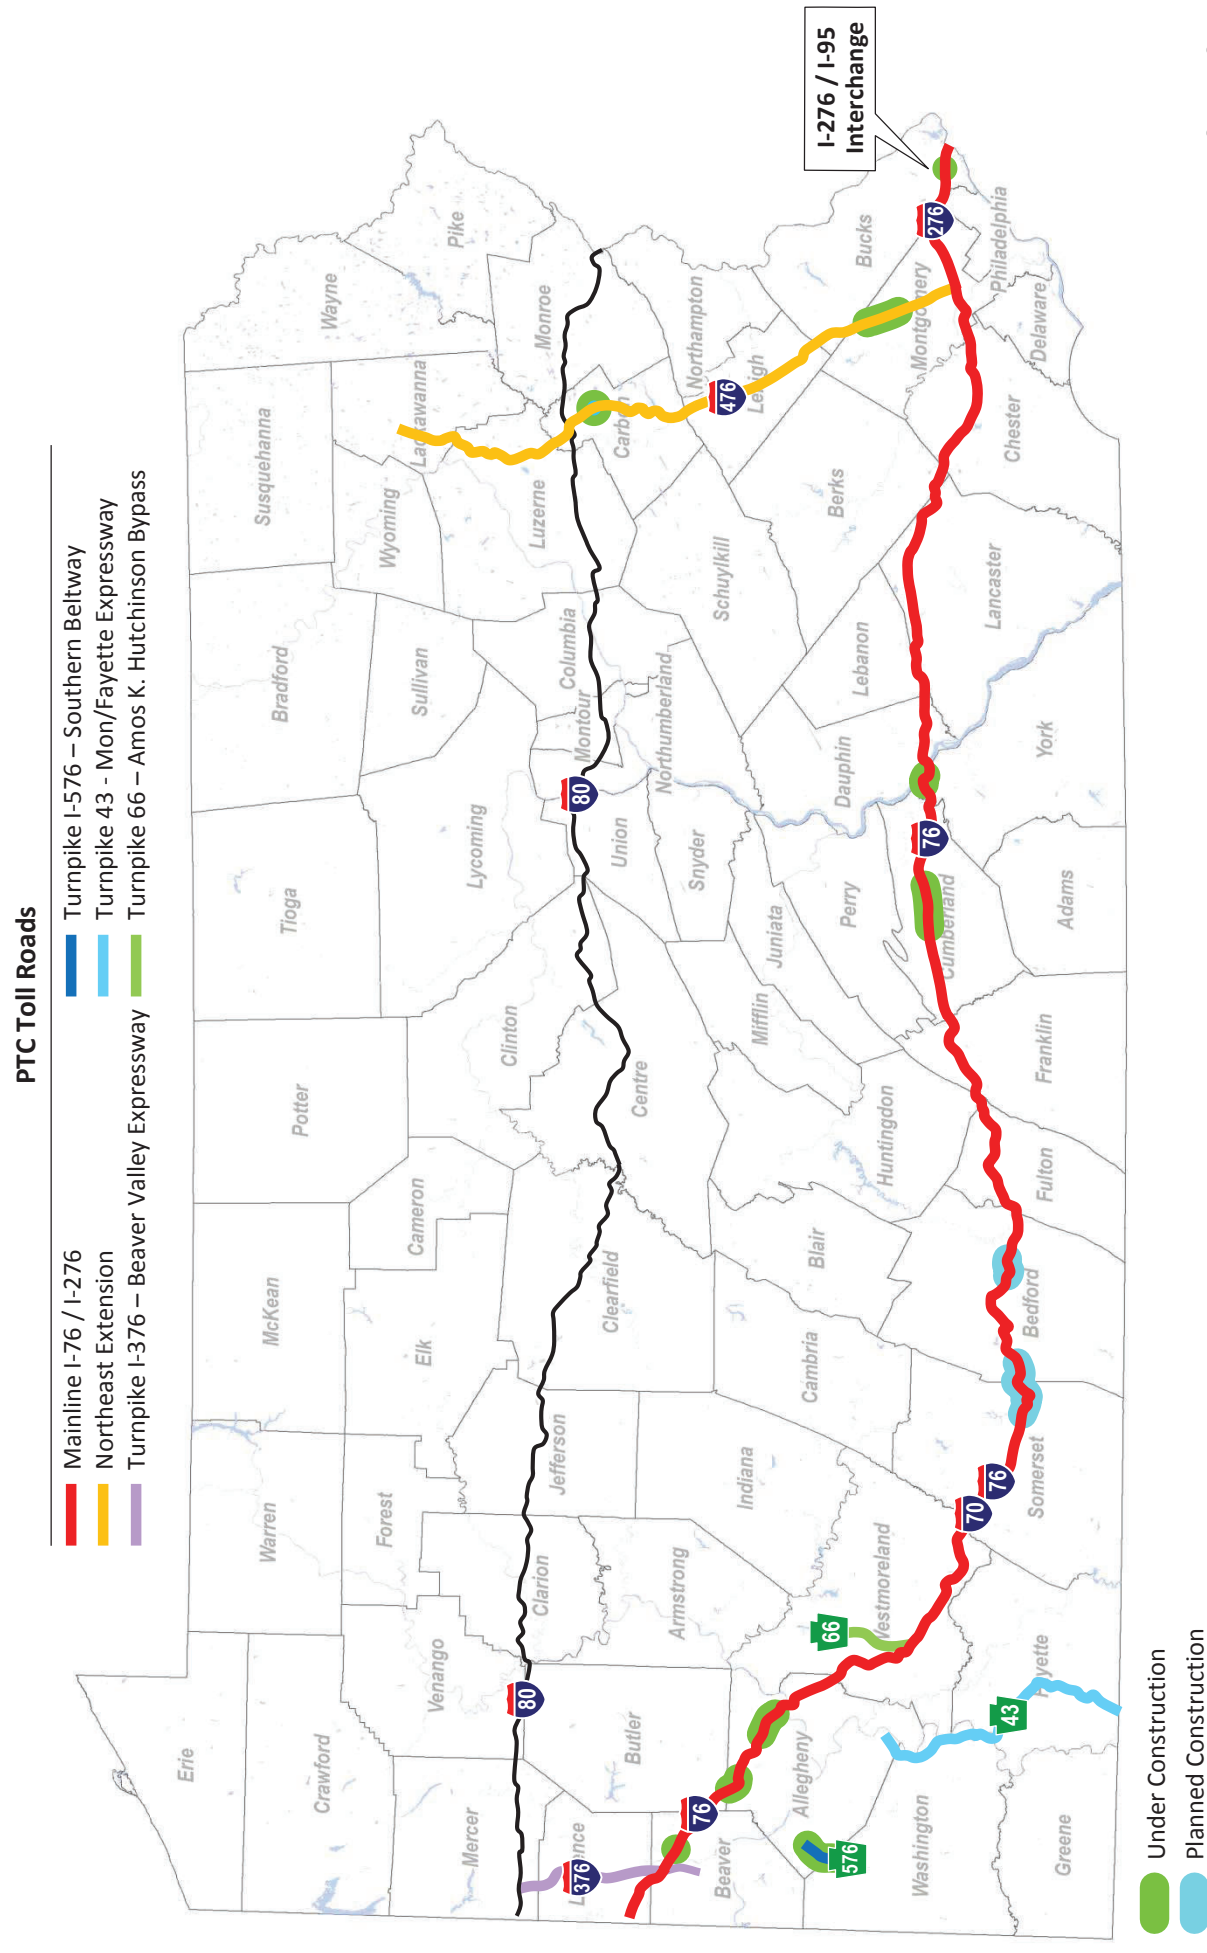 PTC Toll Roads
Mainline I-76 / I-276
Northeast Extension
Turnpike I-376 – Beaver Valley Expressway
Turnpike I-576 – Southern Beltway
Turnpike 43 - Mon/Fayette Expressway
Turnpike 66 – Amos K. Hutchinson Bypass
I-276 / I-95
Interchange
Erie
Crawford
Mercer
Warren
Forest
Venango
Clarion
Butler
Armstrong
Beaver
Allegheny
Washington
Greene
Westmoreland
Indiana
Jefferson
McKean
Elk
Cameron
Potter
Clinton
Clearfield
Centre
Cambria
Blair
Somerset
Bedford
Fulton
Franklin
Huntingdon
Mifflin
Juniata
Perry
Cumberland
Adams
York
Dauphin
Lebanon
Lancaster
Tioga
Lycoming
Union
Snyder
Northumberland
Montour
Columbia
Bradford
Sullivan
Susquehanna
Wyoming
Lackawanna
Luzerne
Wayne
Pike
Monroe
Carbon
Northampton
Lehigh
Schuylkill
Berks
Chester
Montgomery
Bucks
Philadelphia
Delaware
80
80
376
76
576
43
66
70
76
76
476
276
Under Construction
Planned Construction